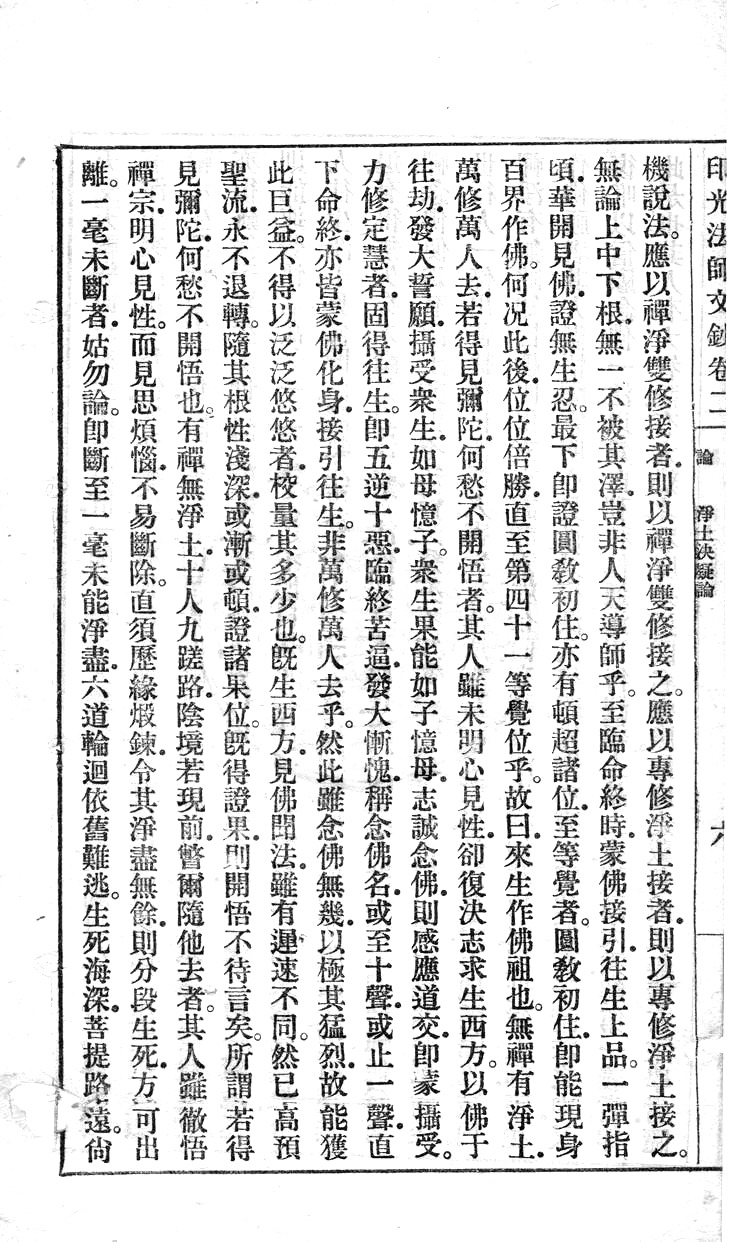 印光法師文鈔卷二 論 淨土決疑論 六
機說法。應以禪淨雙修接者。則以禪淨雙修接之。應以專修淨土接者。則以專修淨土接之。
無論上中下根。無一不被其澤。豈非人天導師乎。至臨命終時。蒙佛接引。往生上品。一彈指
頃。華開見佛。證無生忍。最下卽證圓敎初住。亦有頓超諸位。至等覺者。圓敎初住。卽能現身
百界作佛。何況此後位位倍勝。直至第四十一等覺位乎。故曰。來生作佛祖也。無禪有淨土。
萬修萬人去。若得見彌陀。何愁不開悟者。其人雖未明心見性。卻復決志求生西方。以佛于
往劫。發大誓願。攝受衆生。如母憶子。衆生果能如子憶母。志誠念佛。則感應道交。卽蒙攝受。
力修定慧者。固得往生。卽五逆十惡。臨終苦逼。發大慚愧。稱念佛名。或至十聲。或止一聲。直
下命終。亦皆蒙佛化身。接引往生。非萬修萬人去乎。然此雖念佛無幾。以極其猛烈。故能獲
此巨益。不得以泛泛悠悠者。校量其多少也。旣生西方。見佛聞法。雖有遲速不同。然已高預
聖流。永不退轉。隨其根性淺深。或漸或頓。證諸果位。旣得證果。則開悟不待言矣。所謂若得
見彌陀。何愁不開悟也。有禪無淨土。十人九蹉路。陰境若現前。瞥爾隨他去者。其人雖徹悟
禪宗。明心見性。而見思煩惱。不易斷除。直須歷緣煅鍊。令其淨盡無餘。則分段生死。方可出
離。一毫未斷者。姑勿論。卽斷至一毫未能淨盡。六道輪迴依舊難逃。生死海深。菩提路遠。尙